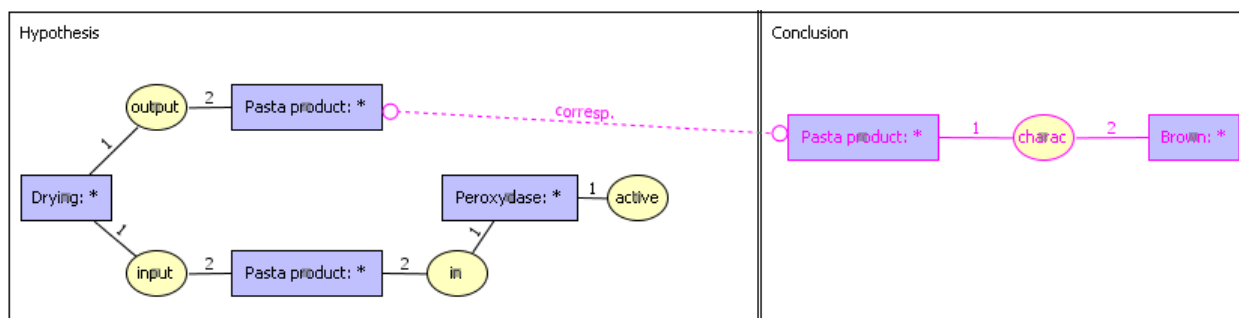 Hypothesis
Conclusion
output
2
Pasta product: *
corresp.
1
Pasta product: *
1
charac
2
Brown: *
Drying: *
Peroxydase: *
1
active
1
1
input
2
Pasta product: *
2
in